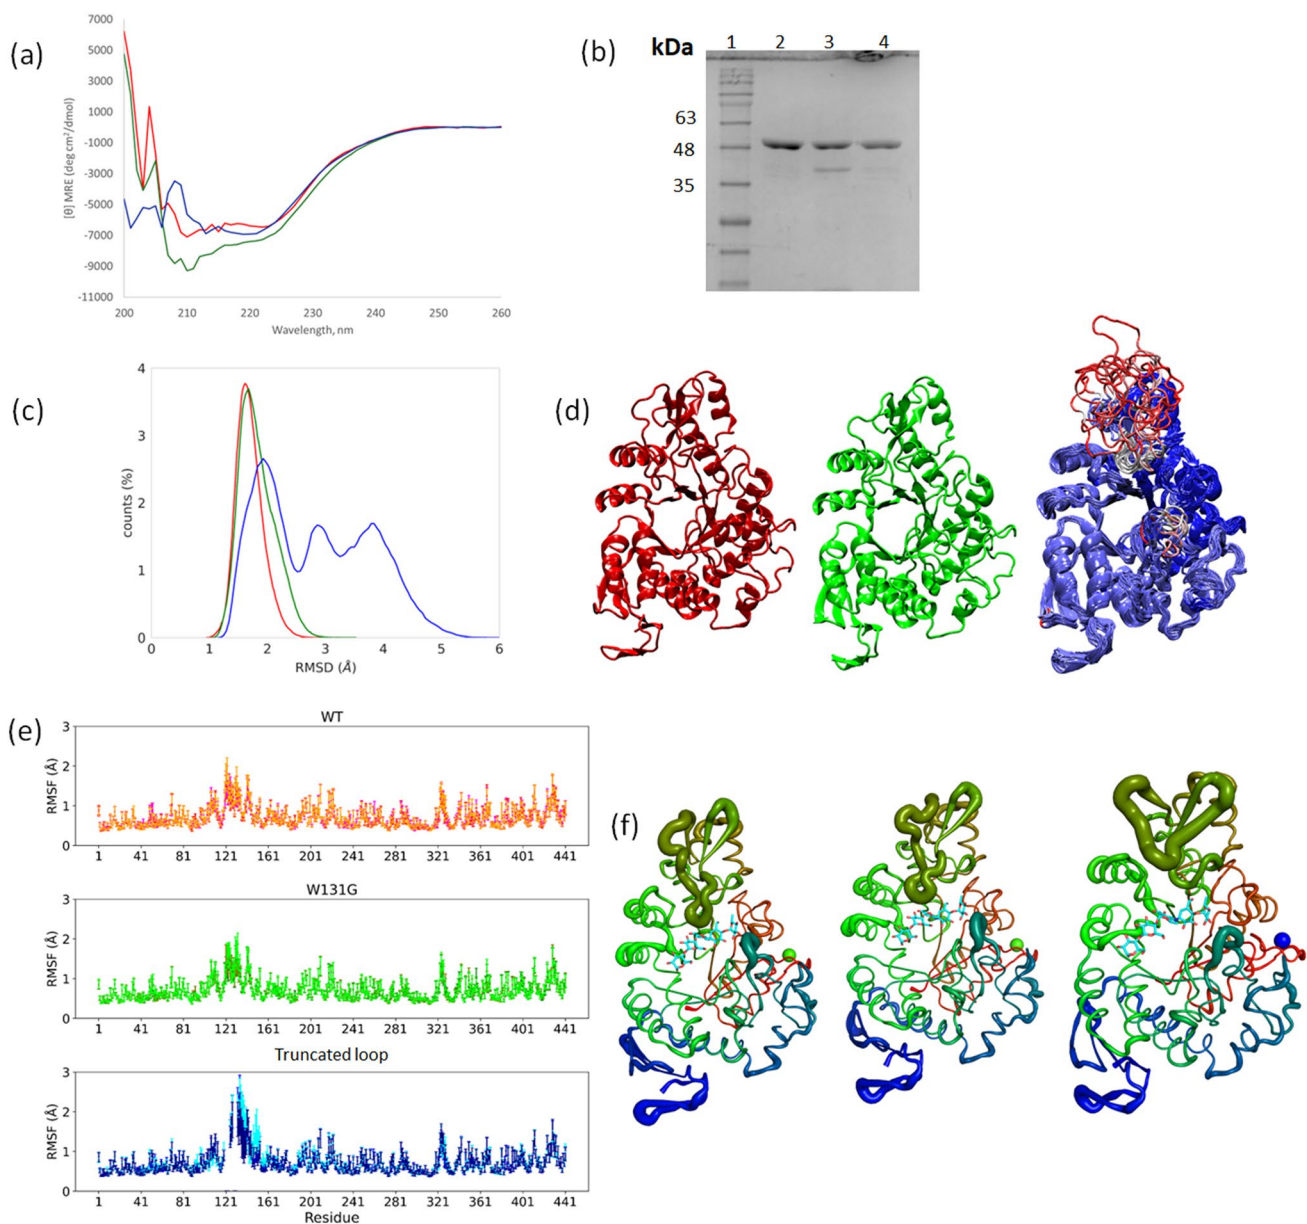 (a)
7000
5000
3000
1000
-1000
-3000
-5000
-7000
-9000
-11000
[θ] MRE (deg cm²/dmol)
200 210 220 230 240 250 260
Wavelength, nm
(b)
kDa 1 2 3 4
63
48
35
(c)
4
3
2
1
0
counts (%)
0 1 2 3 4 5 6
RMSD (Å)
(d)
(e)
WT
3
2
1
0
RMSF (Å)
1 41 81 121 161 201 241 281 321 361 401 441
W131G
3
2
1
0
RMSF (Å)
1 41 81 121 161 201 241 281 321 361 401 441
Truncated loop
3
2
1
0
RMSF (Å)
1 41 81 121 161 201 241 281 321 361 401 441
Residue
(f)